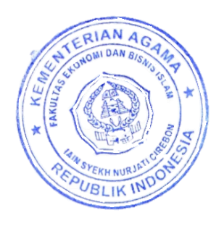 KEMENTERIAN AGAMA
FAKULTAS EKONOMI DAN BISNIS ISLAM
IAIN SYEKH NURJATI CIREBON
REPUBLIK INDONESIA